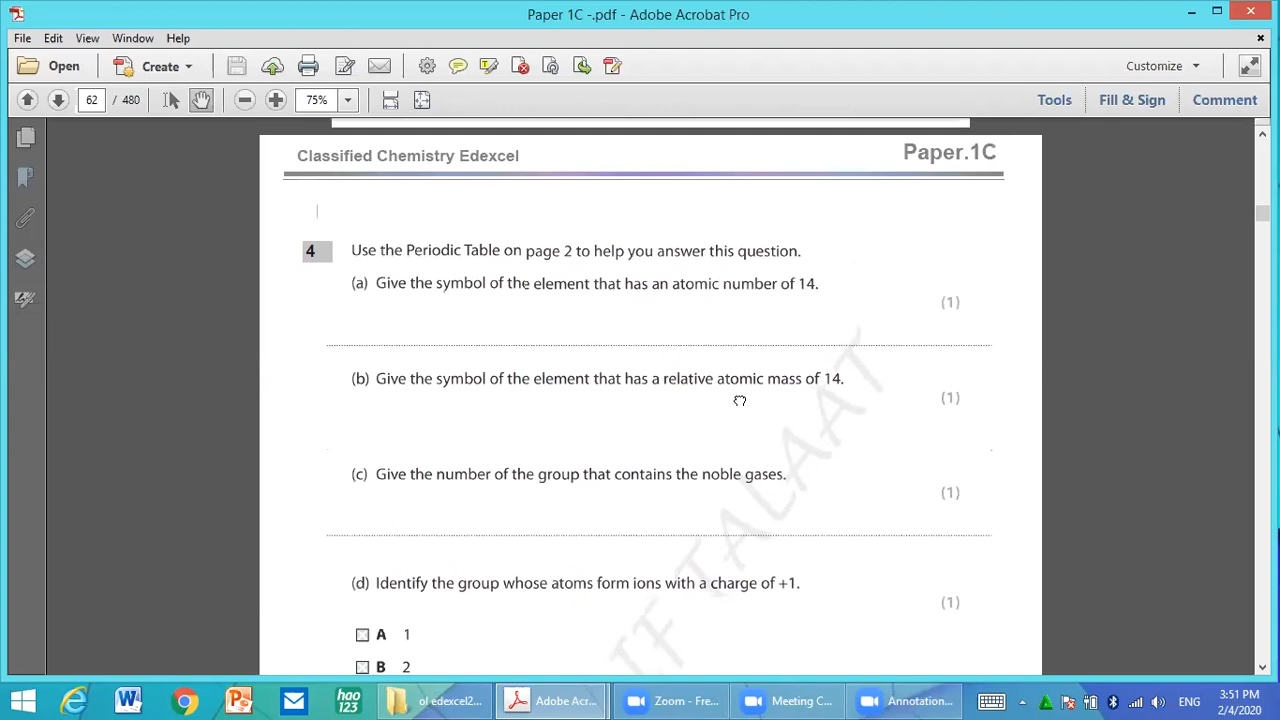 Paper 1C -.pdf - Adobe Acrobat Pro
File Edit View Window Help
Open Create 75% Customize
62 / 480 Tools Fill & Sign Comment
Classified Chemistry Edexcel Paper.1C
4 Use the Periodic Table on page 2 to help you answer this question.
(a) Give the symbol of the element that has an atomic number of 14.
(1)
(b) Give the symbol of the element that has a relative atomic mass of 14.
(1)
(c) Give the number of the group that contains the noble gases.
(1)
(d) Identify the group whose atoms form ions with a charge of +1.
(1)
A 1
B 2
IF TALAAT
hao 123 ol edexcel2... Adobe Acr... Zoom - Fre... Meeting C... Annotation... ENG 3:51 PM
2/4/2020